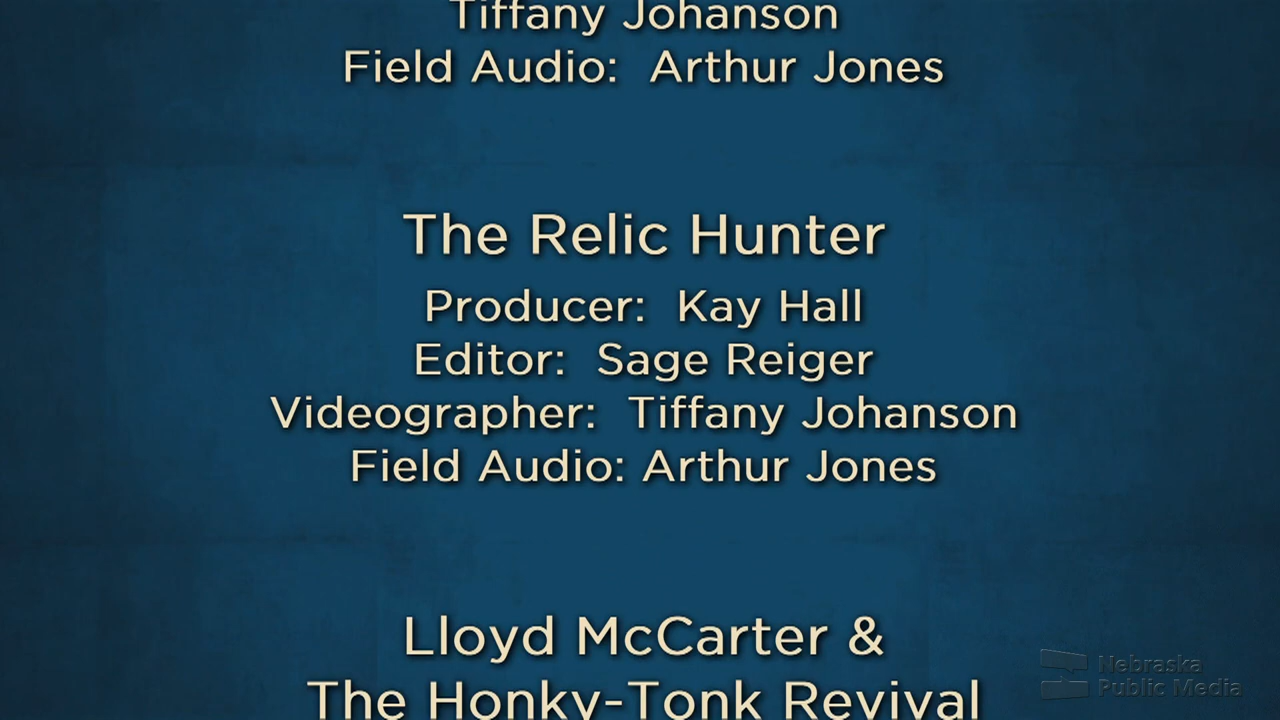 Tiffany Johanson
Field Audio: Arthur Jones
The Relic Hunter
Producer: Kay Hall
Editor: Sage Reiger
Videographer: Tiffany Johanson
Field Audio: Arthur Jones
Lloyd McCarter &
The Honky-Tonk Revival
Nebraska
Public Media